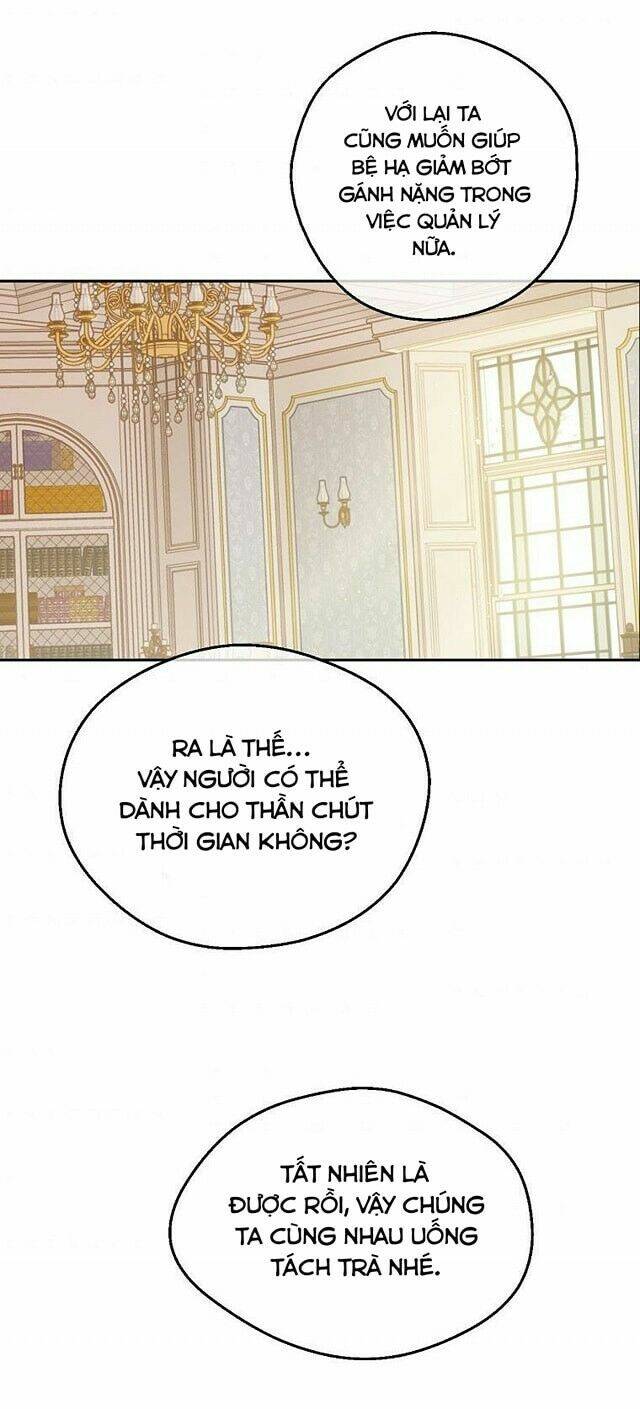 VỚI LẠI TA
CŨNG MUỐN GIÚP
BỆ HẠ GIẢM BỚT
GÁNH NẶNG TRONG
VIỆC QUẢN LÝ
NỮA.
RA LÀ THẾ...
VẬY NGƯỜI CÓ THỂ
DÀNH CHO THẦN CHÚT
THỜI GIAN KHÔNG?
TẤT NHIÊN LÀ
ĐƯỢC RỒI, VẬY CHÚNG
TA CÙNG NHAU UỐNG
TÁCH TRÀ NHÉ.